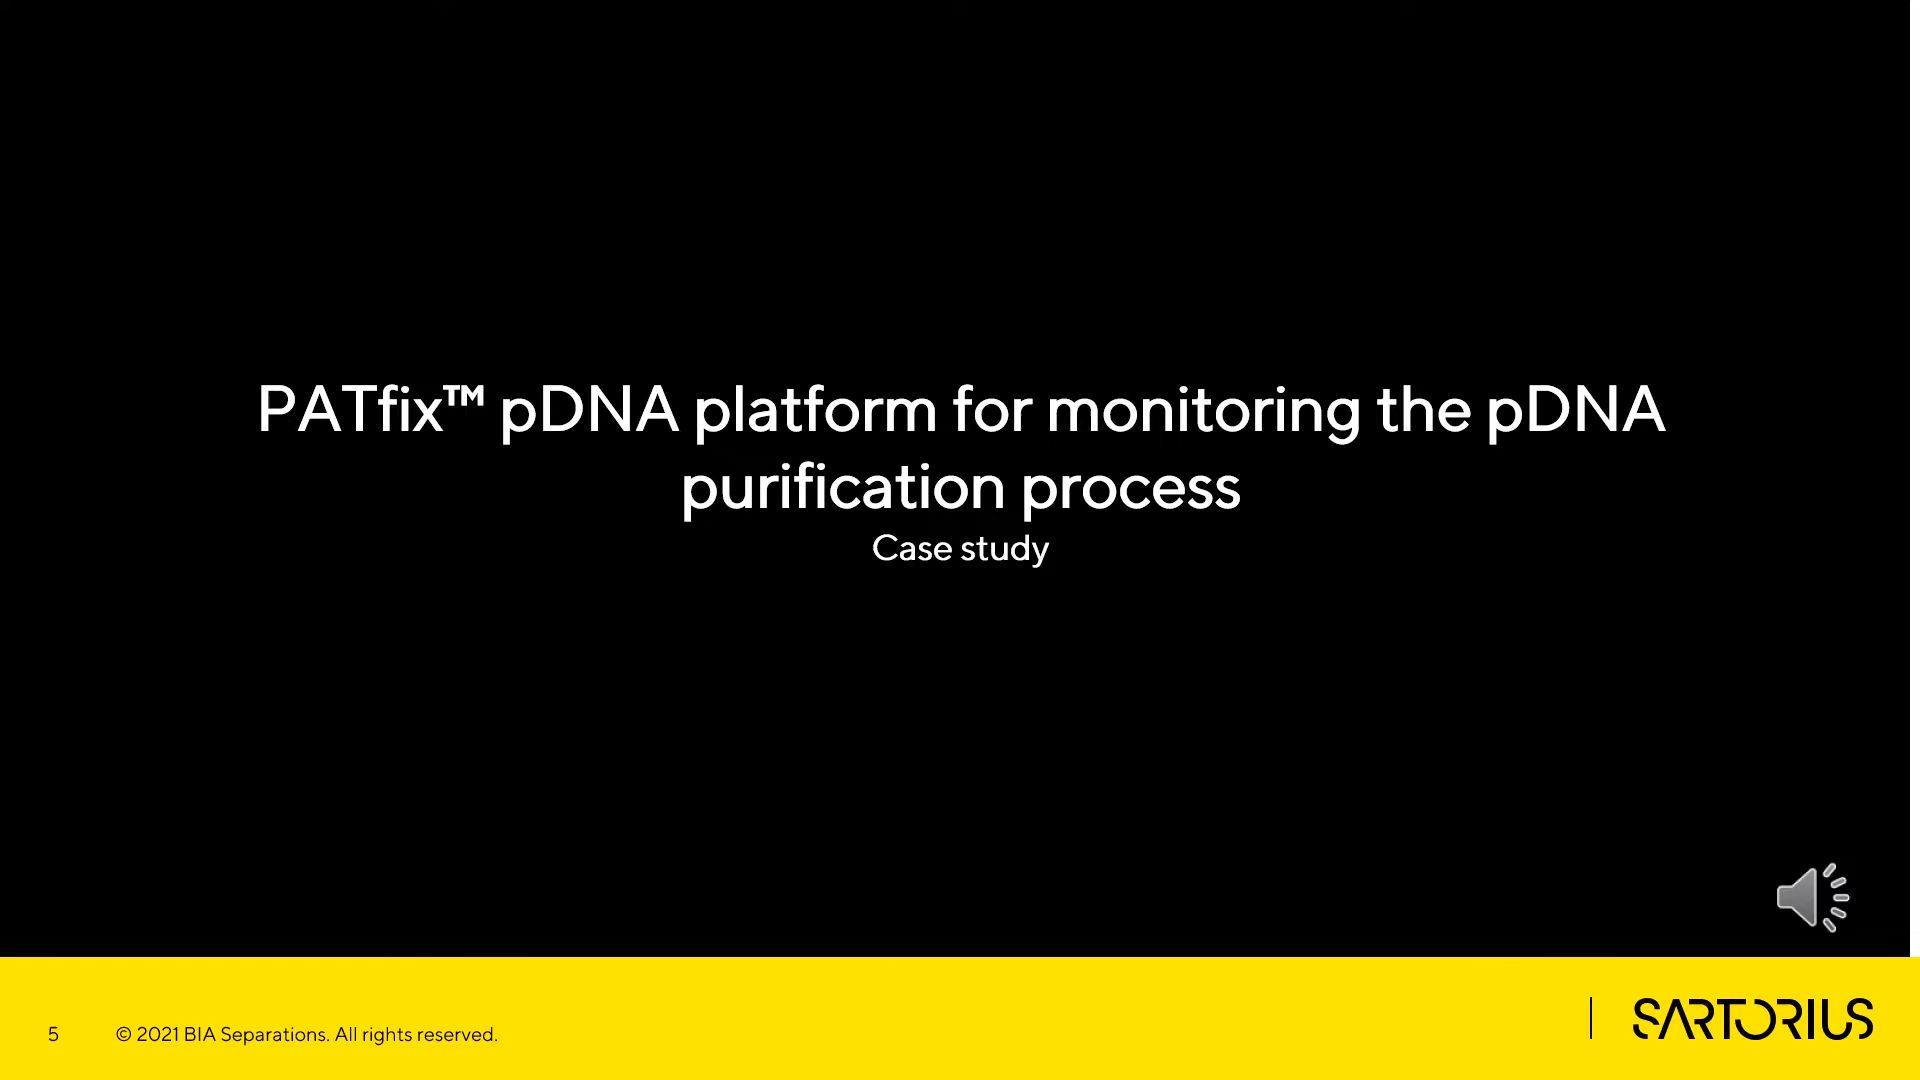 PATfix™ pDNA platform for monitoring the pDNA
purification process
Case study
5 © 2021 BIA Separations. All rights reserved.
SARTORIUS